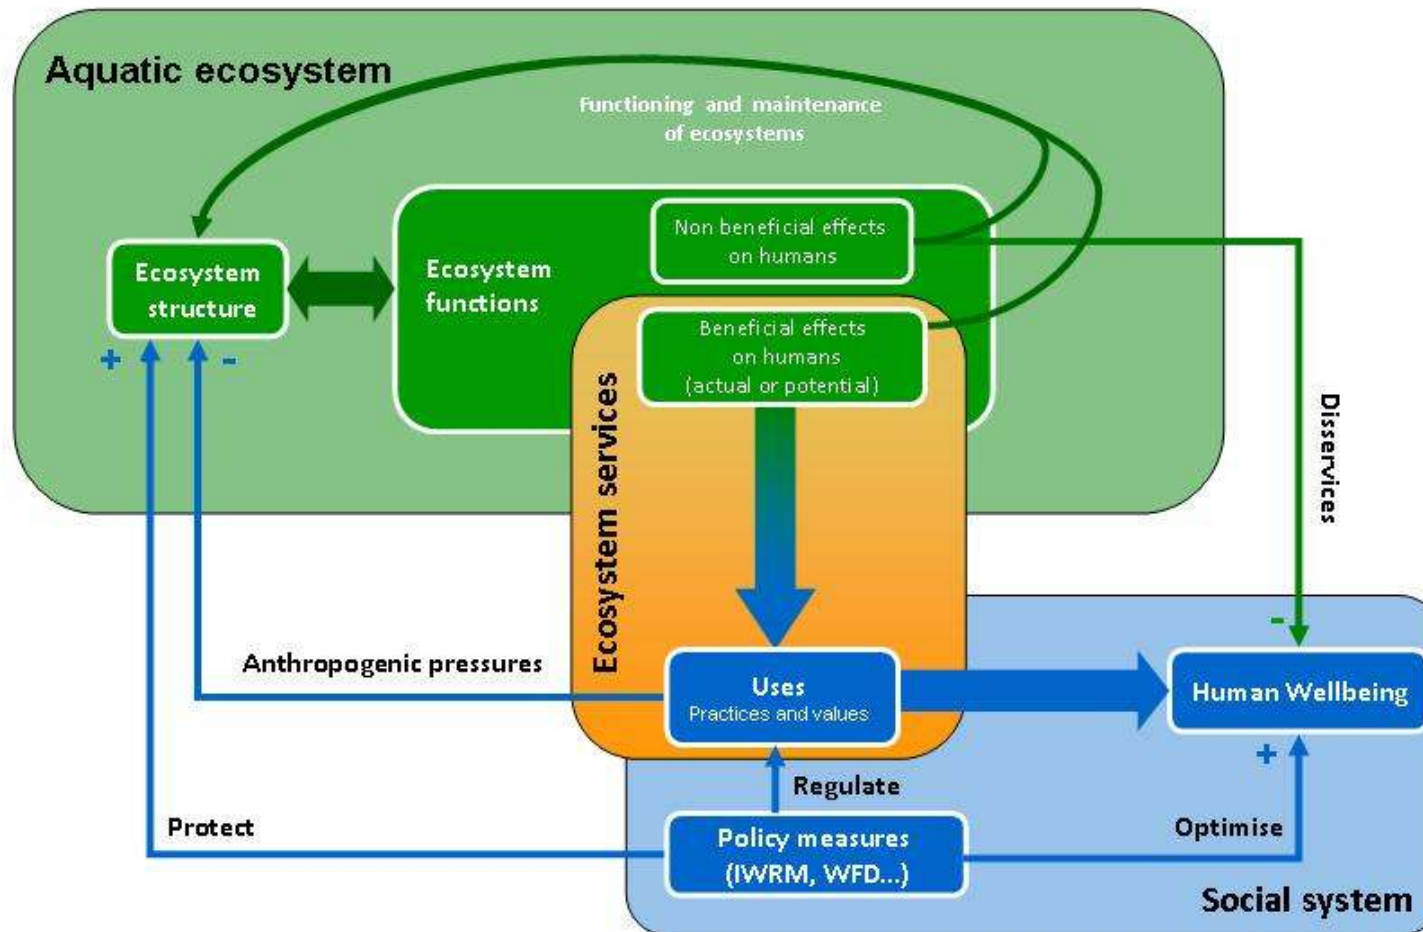 Aquatic ecosystem
Functioning and maintenance
of ecosystems
Non beneficial effects
on humans
Ecosystem
structure
Ecosystem
functions
Beneficial effects
on humans
(actual or potential)
+
-
Ecosystem services
Disservices
-
Anthropogenic pressures
Uses
Practices and values
Human Wellbeing
+
Regulate
Protect
Policy measures
(IWRM, WFD...)
Optimise
Social system